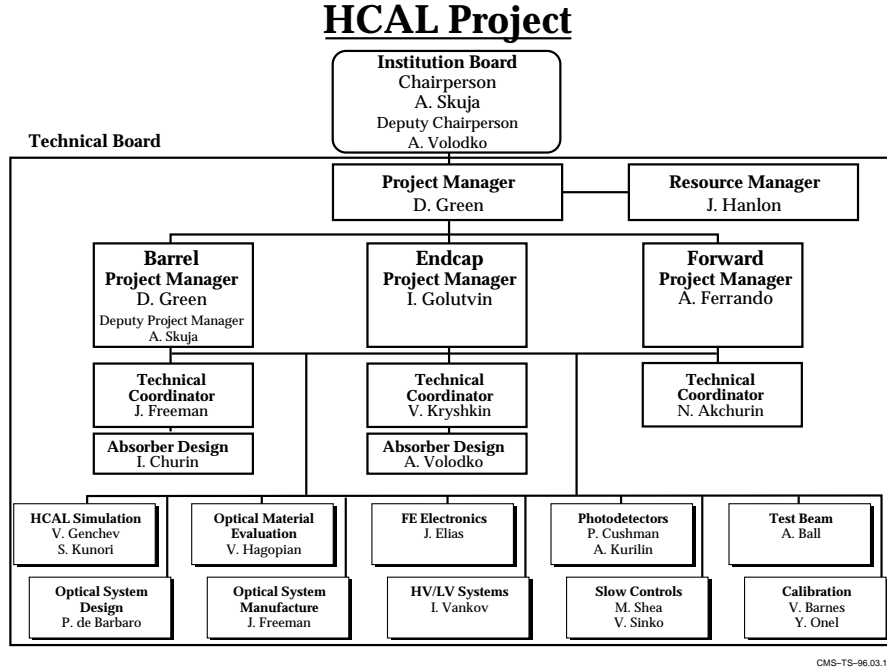 HCAL Project
Institution Board
Chairperson
A. Skuja
Deputy Chairperson
A. Volodko
Technical Board
Project Manager
D. Green
Resource Manager
J. Hanlon
Barrel
Project Manager
D. Green
Deputy Project Manager
A. Skuja
Endcap
Project Manager
I. Golutvin
Forward
Project Manager
A. Ferrando
Technical
Coordinator
J. Freeman
Technical
Coordinator
V. Kryshkin
Technical
Coordinator
N. Akchurin
Absorber Design
I. Churin
Absorber Design
A. Volodko
HCAL Simulation
V. Genchev
S. Kunori
Optical Material
Evaluation
V. Hagopian
FE Electronics
J. Elias
Photodetectors
P. Cushman
A. Kurilin
Test Beam
A. Ball
Optical System
Design
P. de Barbaro
Optical System
Manufacture
J. Freeman
HV/LV Systems
I. Vankov
Slow Controls
M. Shea
V. Sinko
Calibration
V. Barnes
Y. Onel
CMS–TS–96.03.1